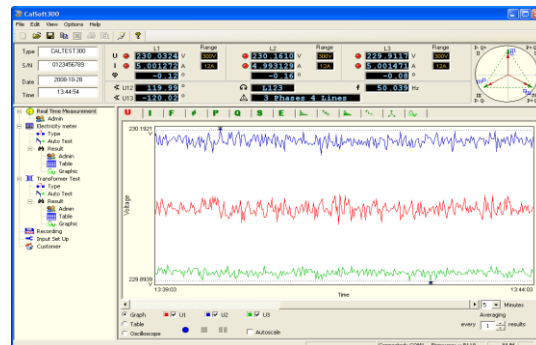 CalSoft300
File Edit View Options Help
Type CALTEST300
S/N 0123456789
Date 2008-10-28
Time 13:44:54
L1 Range L2 Range L3 Range
U 230.0324 V 300V 230.1610 V 300V 229.9117 V 300V
I 5.001272 A 12A 4.993129 A 12A 5.001473 A 12A
φ -0.12 ° -0.16 ° -0.08 °
U12 119.99 ° L123 f 50.039 Hz
U13 -120.02 ° 3 Phases 4 Lines
Real Time Measurement
Admin
Electricity meter
Type
Auto Test
Result
Admin
Table
Graphic
Transformer Test
Type
Auto Test
Result
Admin
Table
Graphic
Recording
Input Set Up
Customer
U I F φ P Q S E
230.1921
V
Voltage
229.8939
V
13:39:03 Time 13:44:03
5 Minutes
Graph U1 U2 U3
Averaging
Table
every 1 results
Oscilloscope Autoscale